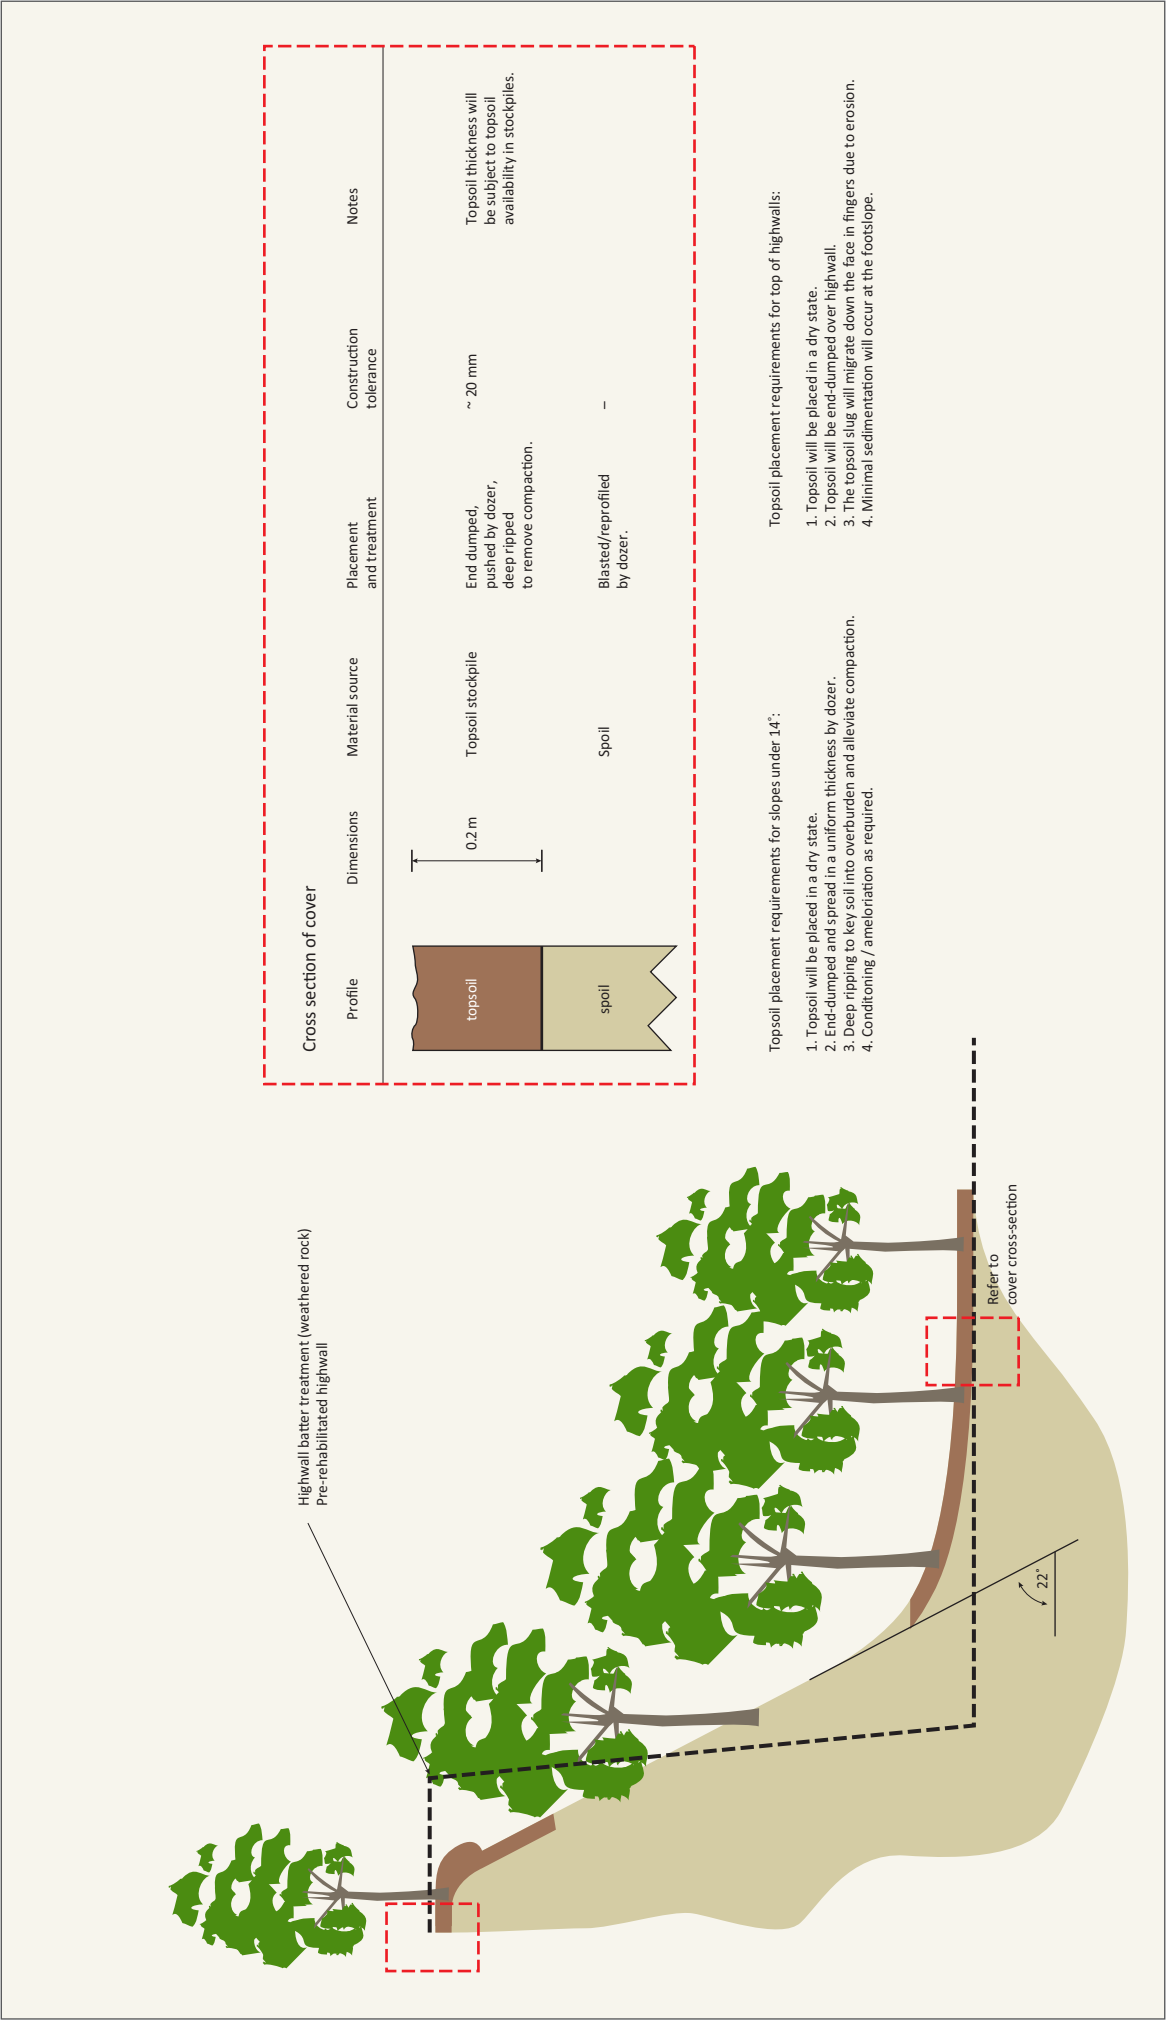 Highwall batter treatment (weathered rock)
Pre-rehabilitated highwall
22°
Refer to
cover cross-section
Cross section of cover
Profile
Dimensions
Material source
Placement
and treatment
Construction
tolerance
Notes
topsoil
0.2 m
Topsoil stockpile
End dumped,
pushed by dozer,
deep ripped
to remove compaction.
~ 20 mm
Topsoil thickness will
be subject to topsoil
availability in stockpiles.
spoil
Spoil
Blasted/reprofiled
by dozer.
–
Topsoil placement requirements for slopes under 14°:
1. Topsoil will be placed in a dry state.
2. End-dumped and spread in a uniform thickness by dozer.
3. Deep ripping to key soil into overburden and alleviate compaction.
4. Conditoning / ameloriation as required.
Topsoil placement requirements for top of highwalls:
1. Topsoil will be placed in a dry state.
2. Topsoil will be end-dumped over highwall.
3. The topsoil slug will migrate down the face in fingers due to erosion.
4. Minimal sedimentation will occur at the footslope.